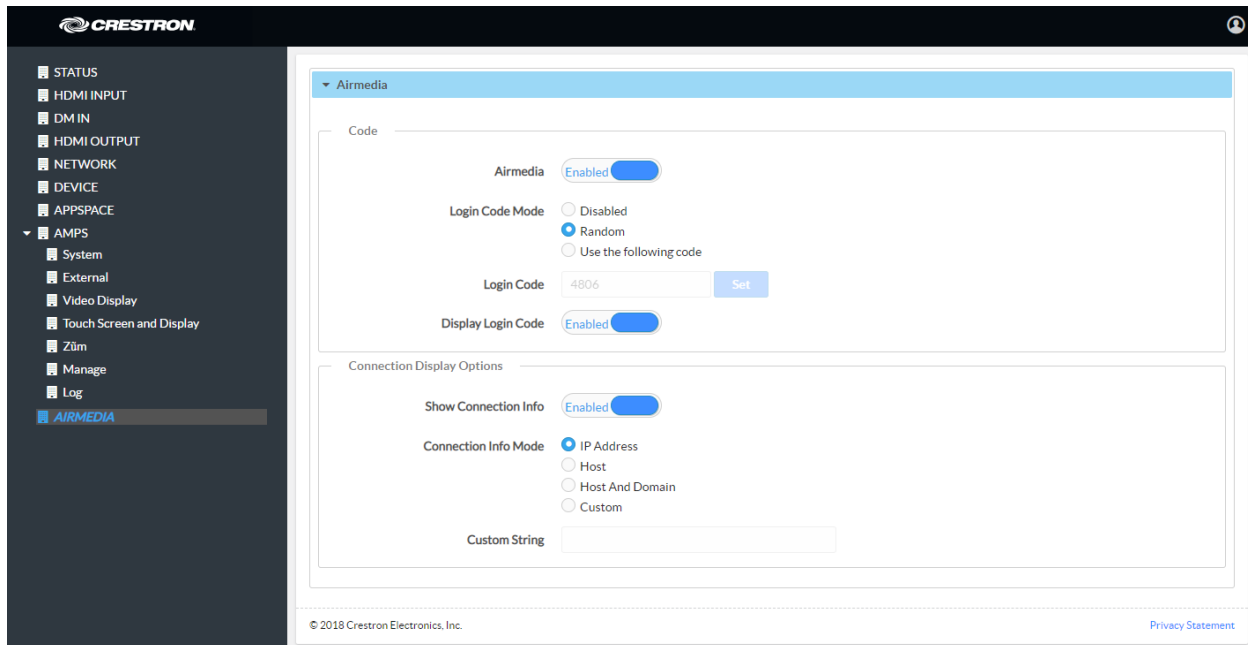 CRESTRON.
STATUS
HDMI INPUT
DM IN
HDMI OUTPUT
NETWORK
DEVICE
APPSPACE
AMPS
System
External
Video Display
Touch Screen and Display
Zūm
Manage
Log
AIRMEDIA
Airmedia
Code
Airmedia Enabled
Login Code Mode Disabled
Random
Use the following code
Login Code 4806 Set
Display Login Code Enabled
Connection Display Options
Show Connection Info Enabled
Connection Info Mode IP Address
Host
Host And Domain
Custom
Custom String
© 2018 Crestron Electronics, Inc. Privacy Statement